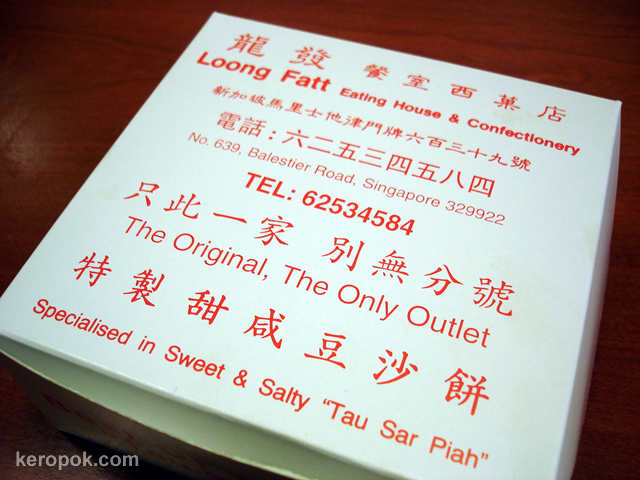 龍發 餐室西菓店
Loong Fatt Eating House & Confectionery
新加坡馬里士他津門牌六百三十九號
電話：六二五三四五八四
No. 639, Balestier Road, Singapore 329922
TEL: 62534584
只此一家 別無分號
The Original, The Only Outlet
特製甜咸豆沙餅
Specialised in Sweet & Salty "Tau Sar Piah"
keropok.com